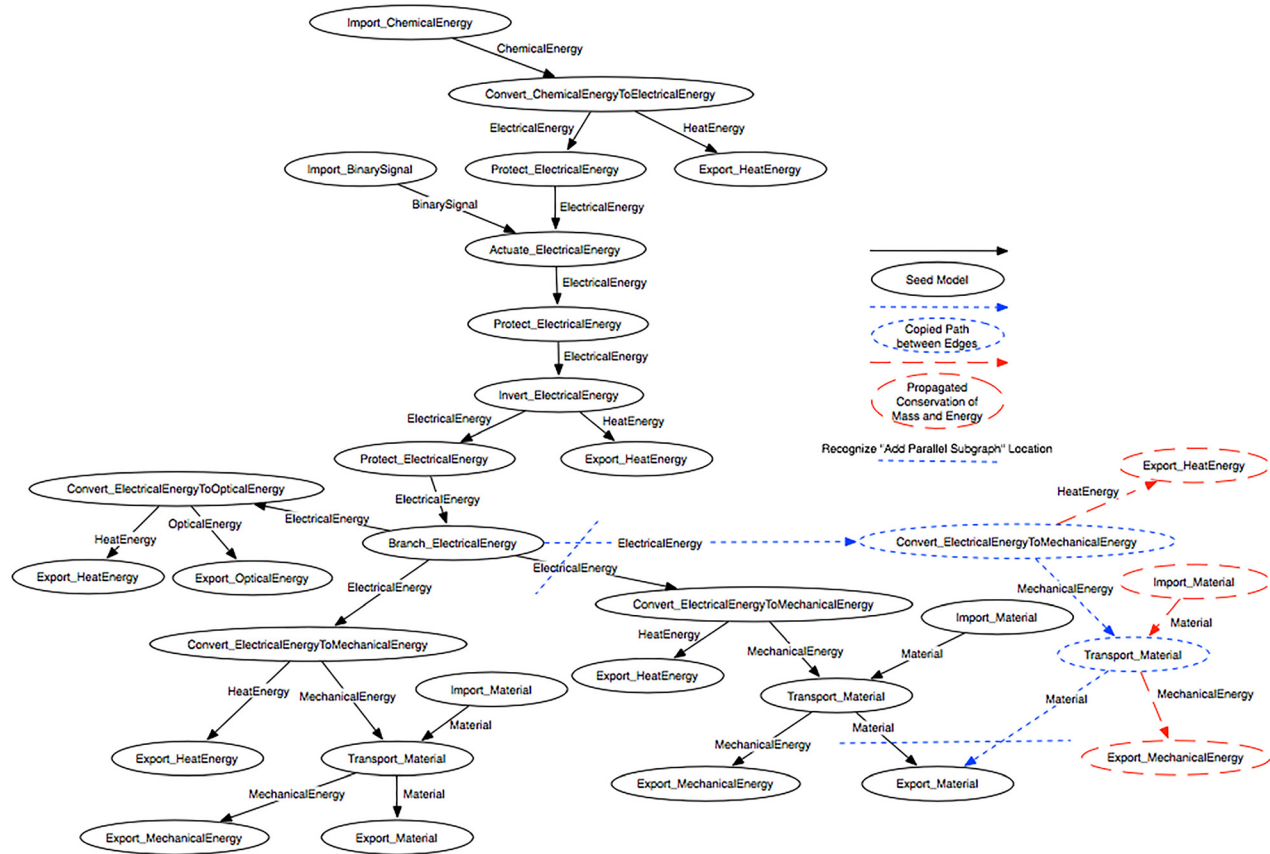 Import_ChemicalEnergy
ChemicalEnergy
Convert_ChemicalEnergyToElectricalEnergy
ElectricalEnergy
HeatEnergy
Import_BinarySignal
Protect_ElectricalEnergy
Export_HeatEnergy
BinarySignal
ElectricalEnergy
Actuate_ElectricalEnergy
ElectricalEnergy
Seed Model
Protect_ElectricalEnergy
Copied Path
between Edges
ElectricalEnergy
Invert_ElectricalEnergy
Propagated
Conservation of
Mass and Energy
ElectricalEnergy
HeatEnergy
Recognize "Add Parallel Subgraph" Location
Protect_ElectricalEnergy
Export_HeatEnergy
Export_HeatEnergy
Convert_ElectricalEnergyToOpticalEnergy
ElectricalEnergy
HeatEnergy
OpticalEnergy
ElectricalEnergy
HeatEnergy
Branch_ElectricalEnergy
ElectricalEnergy
Convert_ElectricalEnergyToMechanicalEnergy
Export_HeatEnergy
Export_OpticalEnergy
ElectricalEnergy
ElectricalEnergy
MechanicalEnergy
Import_Material
Convert_ElectricalEnergyToMechanicalEnergy
Import_Material
Material
Convert_ElectricalEnergyToMechanicalEnergy
HeatEnergy
MechanicalEnergy
Material
Transport_Material
Export_HeatEnergy
HeatEnergy
MechanicalEnergy
Import_Material
Transport_Material
Material
MechanicalEnergy
Material
Material
MechanicalEnergy
Export_HeatEnergy
Transport_Material
Export_MechanicalEnergy
Export_Material
Export_MechanicalEnergy
MechanicalEnergy
Material
Export_MechanicalEnergy
Export_Material